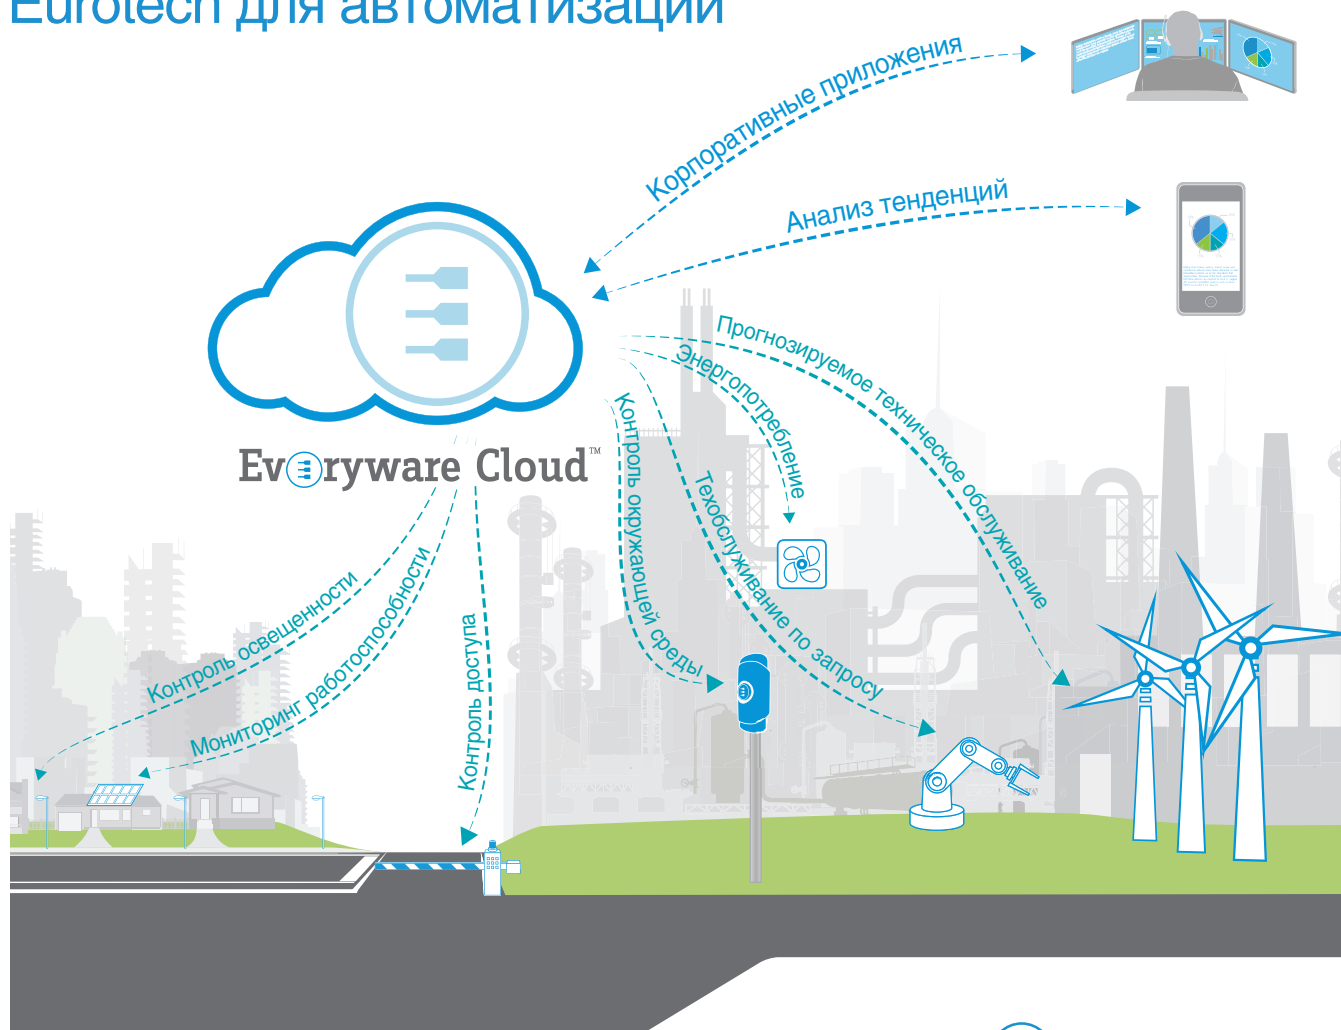 Eurotech для автоматизации
Корпоративные приложения
Анализ тенденций
Прогнозируемое техническое обслуживание
Энергопотребление
Контроль окружающей среды
Техобслуживание по запросу
Everyware Cloud™
Контроль освещенности
Мониторинг работоспособности
Контроль доступа